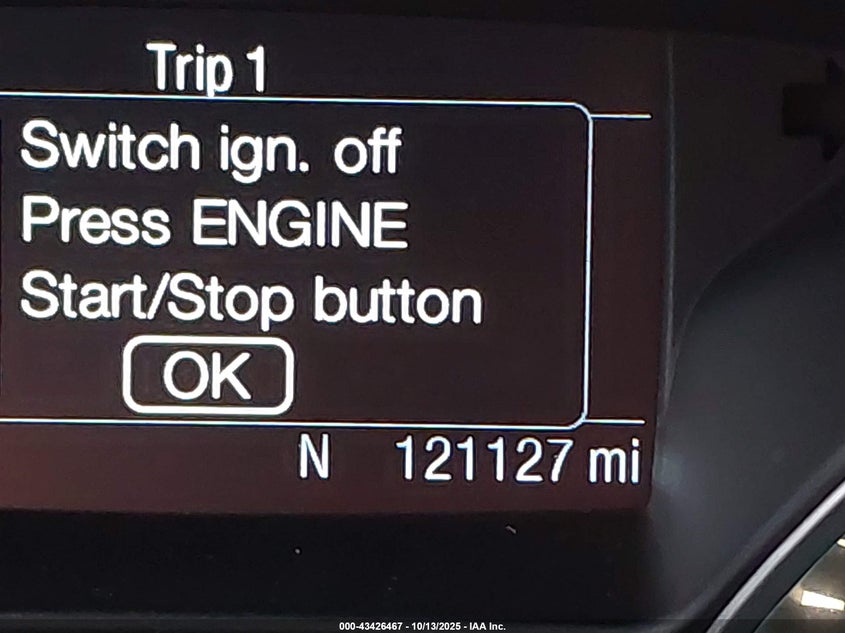 Trip 1
Switch ign. off
Press ENGINE
Start/Stop button
OK
N 121127 mi
000-43426467 - 10/13/2025 - IAA Inc.